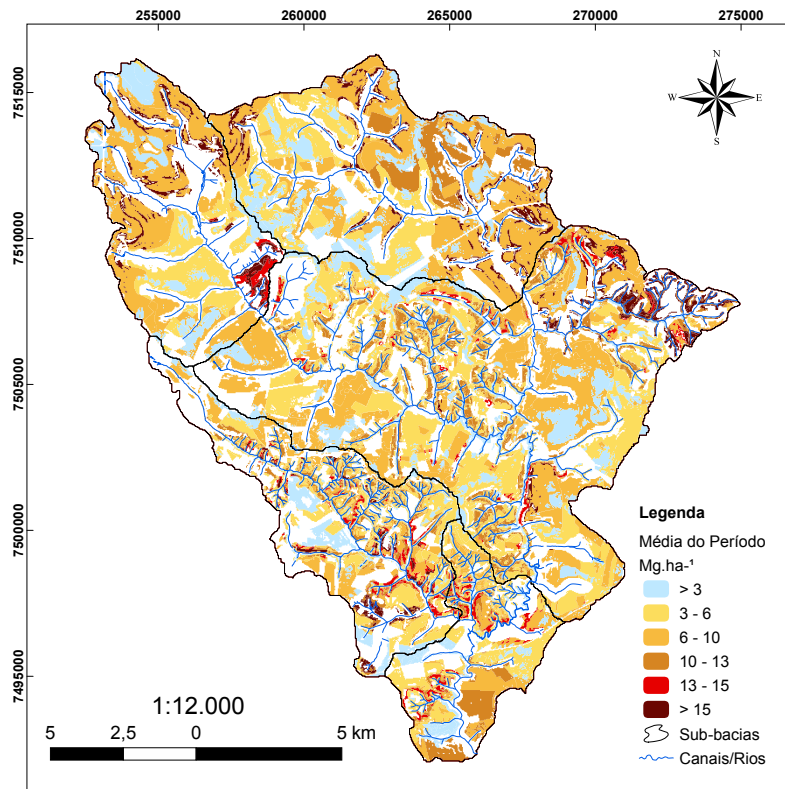 255000 260000 265000 270000 275000
7515000
7510000
7505000
7500000
7495000
N
W E
S
Legenda
Média do Período
Mg.ha-¹
> 3
3 - 6
6 - 10
10 - 13
13 - 15
> 15
Sub-bacias
Canais/Rios
1:12.000
5 2,5 0 5 km